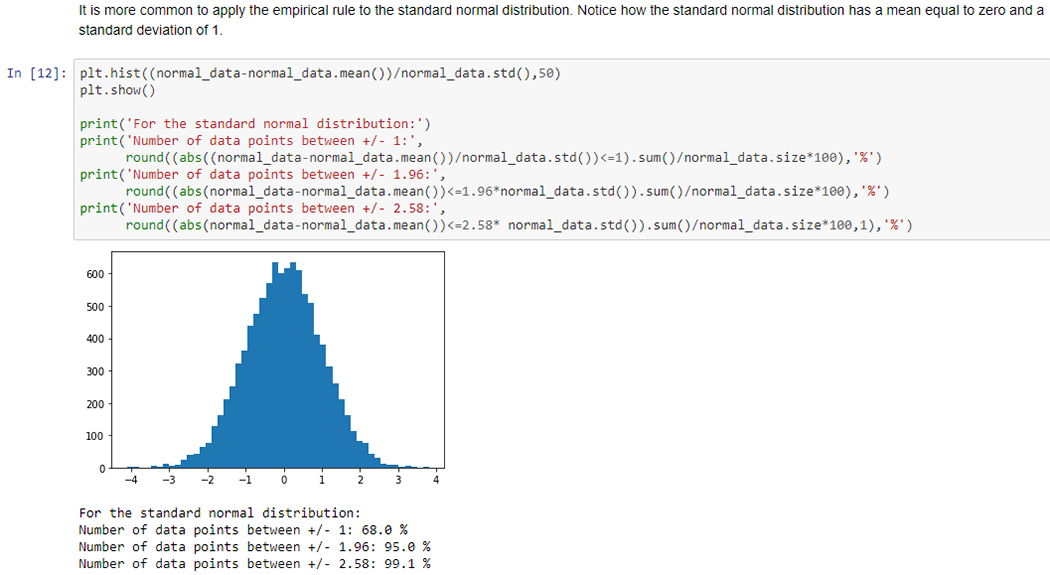 It is more common to apply the empirical rule to the standard normal distribution. Notice how the standard normal distribution has a mean equal to zero and a
standard deviation of 1.
In [12]: plt.hist((normal_data-normal_data.mean())/normal_data.std(),50)
plt.show()
print('For the standard normal distribution:')
print('Number of data points between +/- 1:',
round((abs((normal_data-normal_data.mean())/normal_data.std())<=1).sum()/normal_data.size*100),'%')
print('Number of data points between +/- 1.96:',
round((abs(normal_data-normal_data.mean())<=1.96*normal_data.std()).sum()/normal_data.size*100),'%')
print('Number of data points between +/- 2.58:',
round((abs(normal_data-normal_data.mean())<=2.58* normal_data.std()).sum()/normal_data.size*100,1),'%')
600
500
400
300
200
100
0
−4 −3 −2 −1 0 1 2 3 4
For the standard normal distribution:
Number of data points between +/- 1: 68.0 %
Number of data points between +/- 1.96: 95.0 %
Number of data points between +/- 2.58: 99.1 %